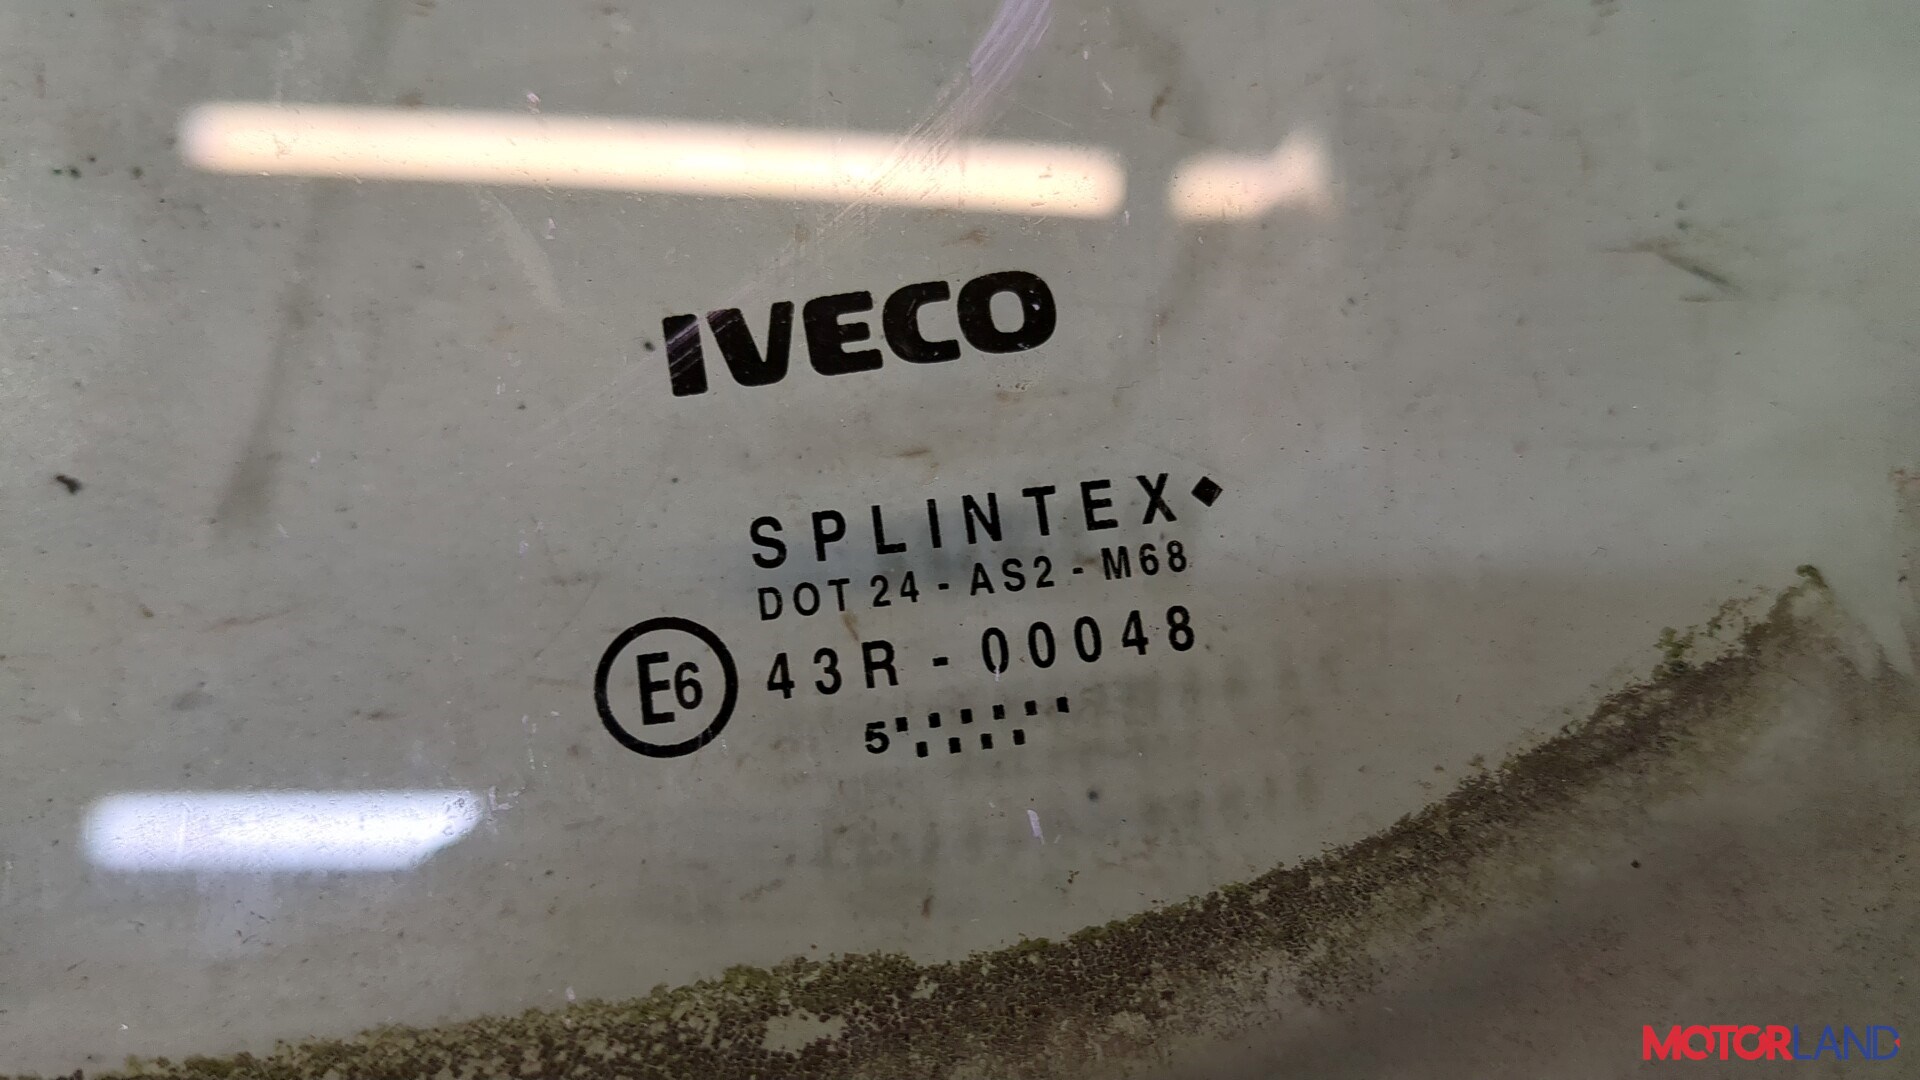 IVECO
SPLINTEX
DOT 24 - AS2 - M68
E6 43R - 00048
5
MOTORLAND